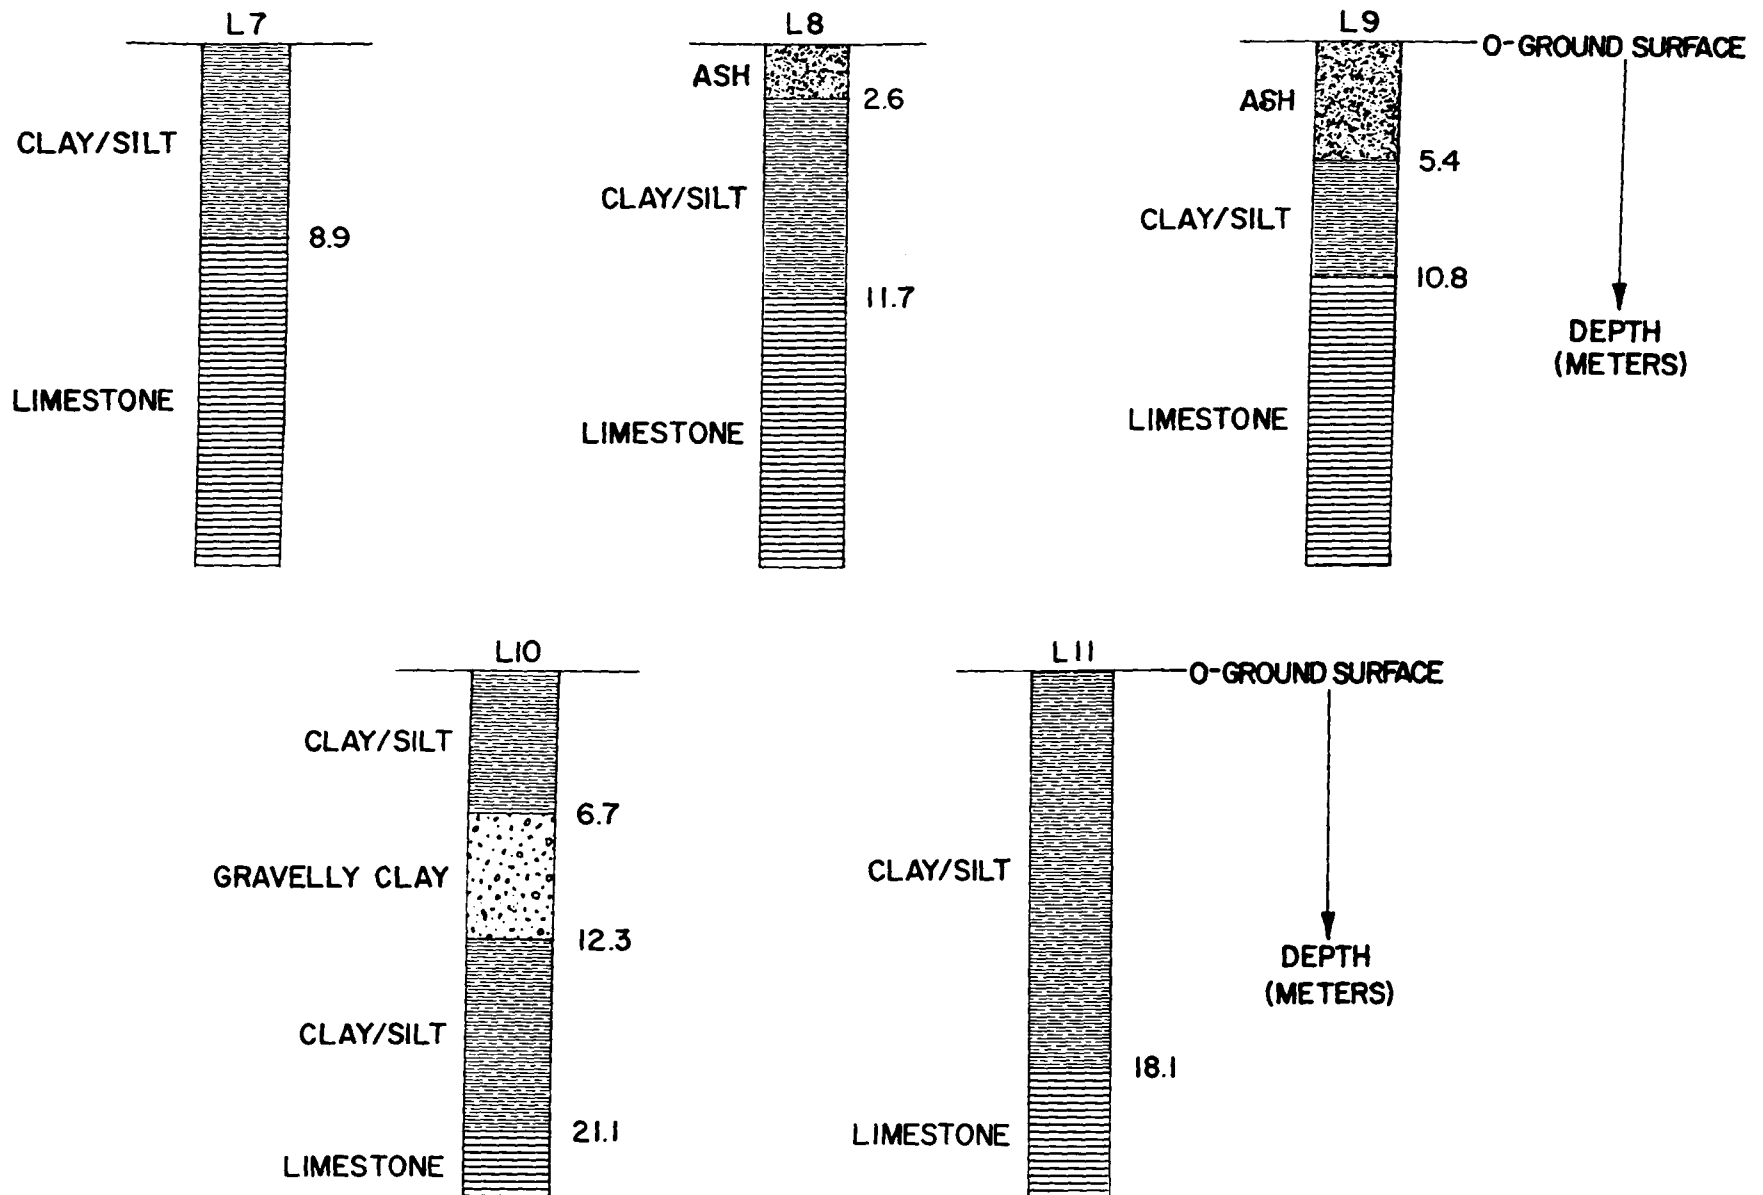 L7
CLAY/SILT
8.9
LIMESTONE
L8
ASH
2.6
CLAY/SILT
11.7
LIMESTONE
L9
0-GROUND SURFACE
ASH
5.4
CLAY/SILT
10.8
LIMESTONE
DEPTH
(METERS)
L10
CLAY/SILT
6.7
GRAVELLY CLAY
12.3
CLAY/SILT
21.1
LIMESTONE
L11
0-GROUND SURFACE
CLAY/SILT
18.1
LIMESTONE
DEPTH
(METERS)